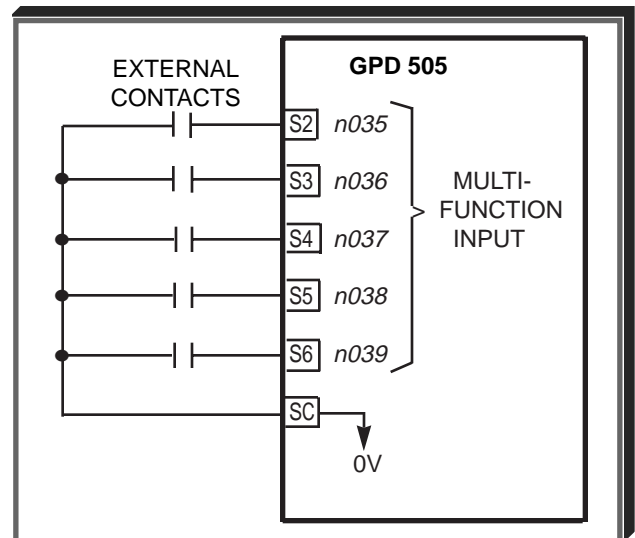 EXTERNAL
CONTACTS
GPD 505
S2 n035
S3 n036
S4 n037
S5 n038
S6 n039
MULTI-
FUNCTION
INPUT
SC
0V